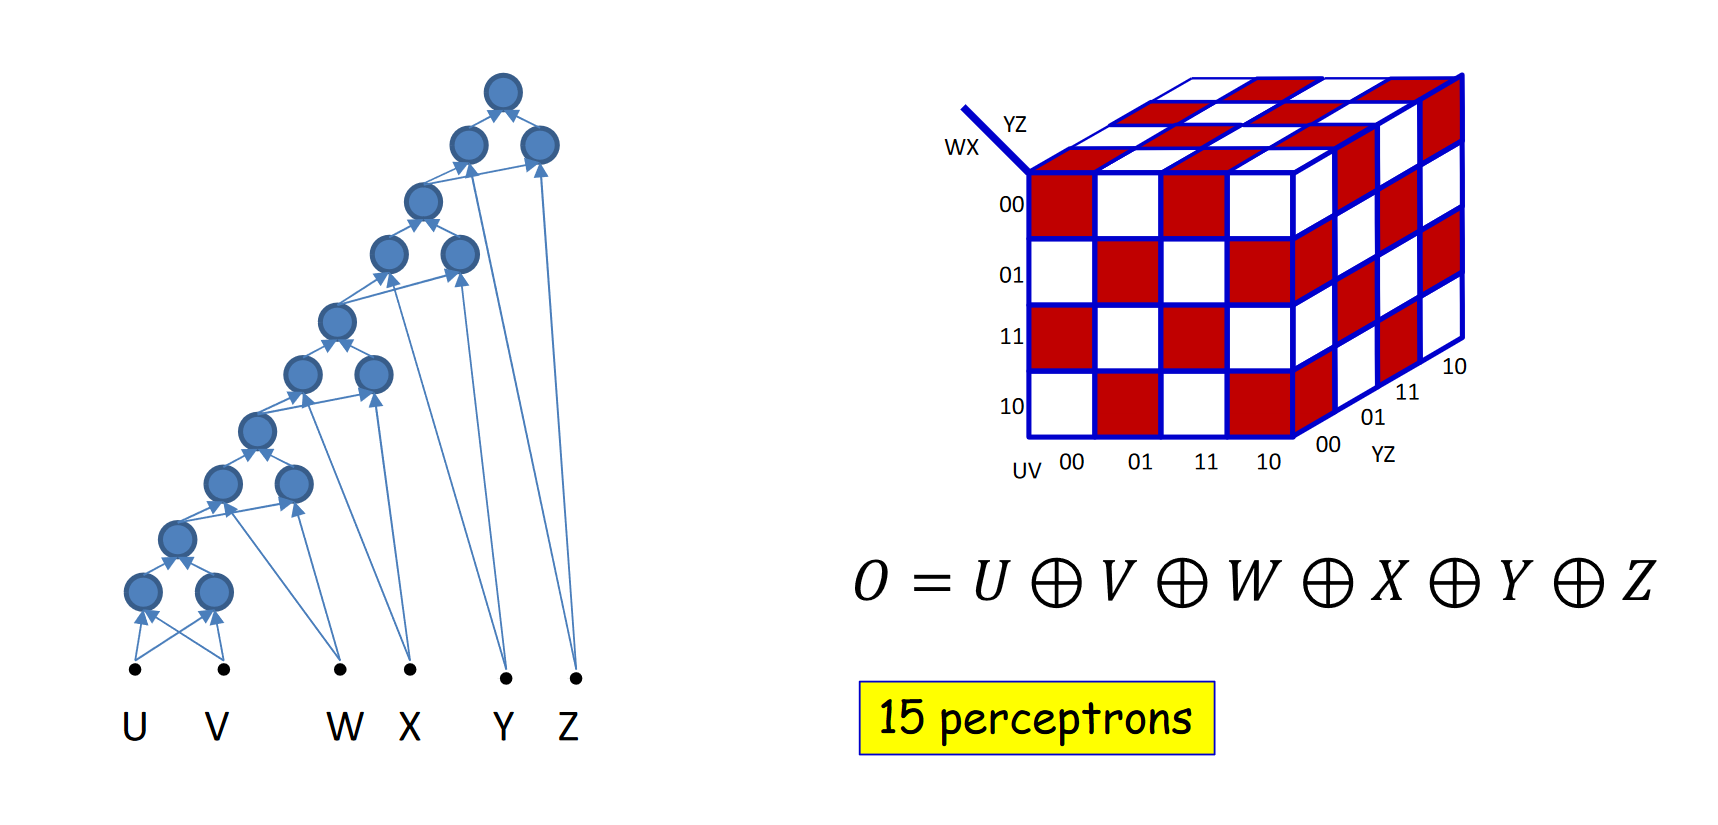 YZ
WX
00
01
11
10
UV 00 01 11 10
00 01 11 10
YZ
O = U ⊕ V ⊕ W ⊕ X ⊕ Y ⊕ Z
15 perceptrons
U V W X Y Z